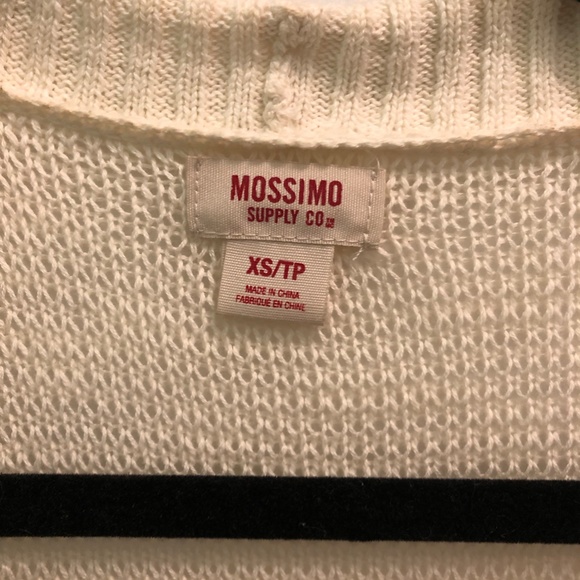 MOSSIMO
SUPPLY CO.
XS/TP
MADE IN CHINA
FABRIQUÉ EN CHINE